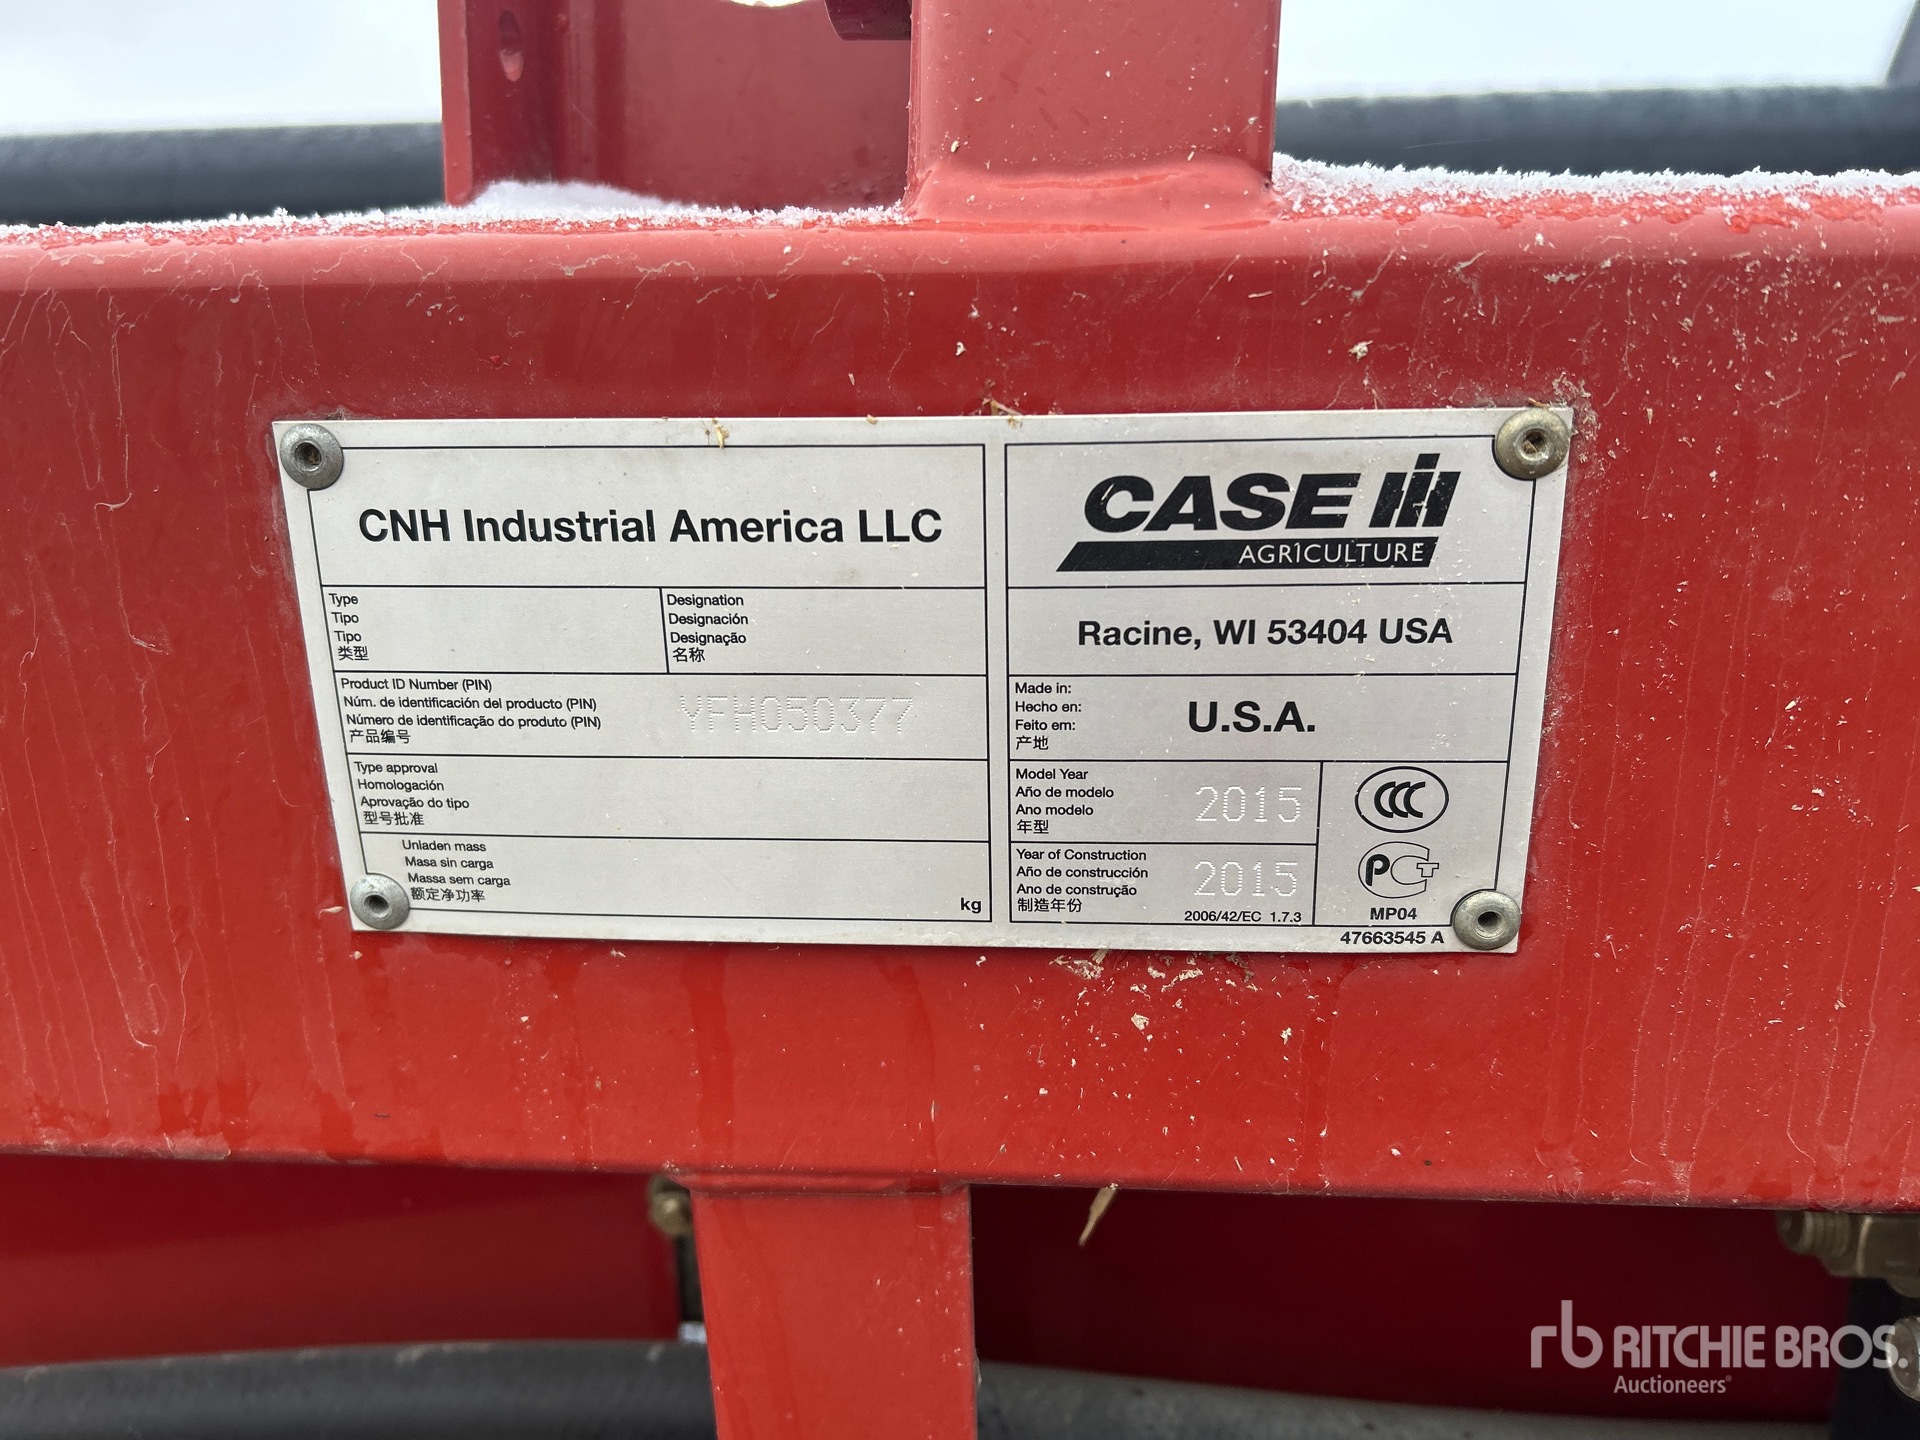 CNH Industrial America LLC
Type
Tipo
Tipo
类型
Designation
Designación
Designação
名称
Product ID Number (PIN)
Núm. de identificación del producto (PIN)
Número de identificação do produto (PIN)
产品编号
YFH050377
Type approval
Homologación
Aprovação do tipo
型号批准
Unladen mass
Masa sin carga
Massa sem carga
额定净功率
kg
CASE IH
AGRICULTURE
Racine, WI 53404 USA
Made in:
Hecho en:
Feito em:
产地
U.S.A.
Model Year
Año de modelo
Ano modelo
年型
2015
Year of Construction
Año de construcción
Ano de construção
制造年份
2015
2006/42/EC 1.7.3
CCC
PCT
MP04
47663545 A
rb RITCHIE BROS.
Auctioneers®